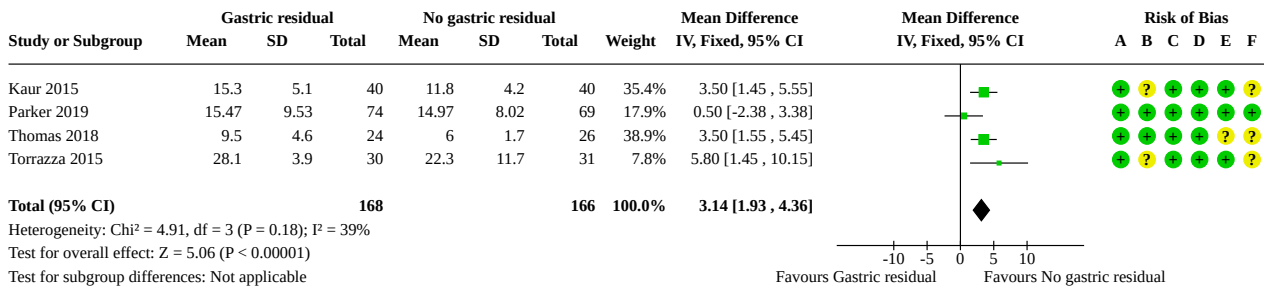 Gastric residual No gastric residual Mean Difference Mean Difference Risk of Bias
Study or Subgroup Mean SD Total Mean SD Total Weight IV, Fixed, 95% CI IV, Fixed, 95% CI A B C D E F
Kaur 2015 15.3 5.1 40 11.8 4.2 40 35.4% 3.50 [1.45 , 5.55] + ? + + + ?
Parker 2019 15.47 9.53 74 14.97 8.02 69 17.9% 0.50 [-2.38 , 3.38] + + + + + +
Thomas 2018 9.5 4.6 24 6 1.7 26 38.9% 3.50 [1.55 , 5.45] + + + + ? ?
Torrazza 2015 28.1 3.9 30 22.3 11.7 31 7.8% 5.80 [1.45 , 10.15] + ? + + + ?
Total (95% CI) 168 166 100.0% 3.14 [1.93 , 4.36]
Heterogeneity: Chi² = 4.91, df = 3 (P = 0.18); I² = 39%
Test for overall effect: Z = 5.06 (P < 0.00001)
-10 -5 0 5 10
Test for subgroup differences: Not applicable Favours Gastric residual Favours No gastric residual